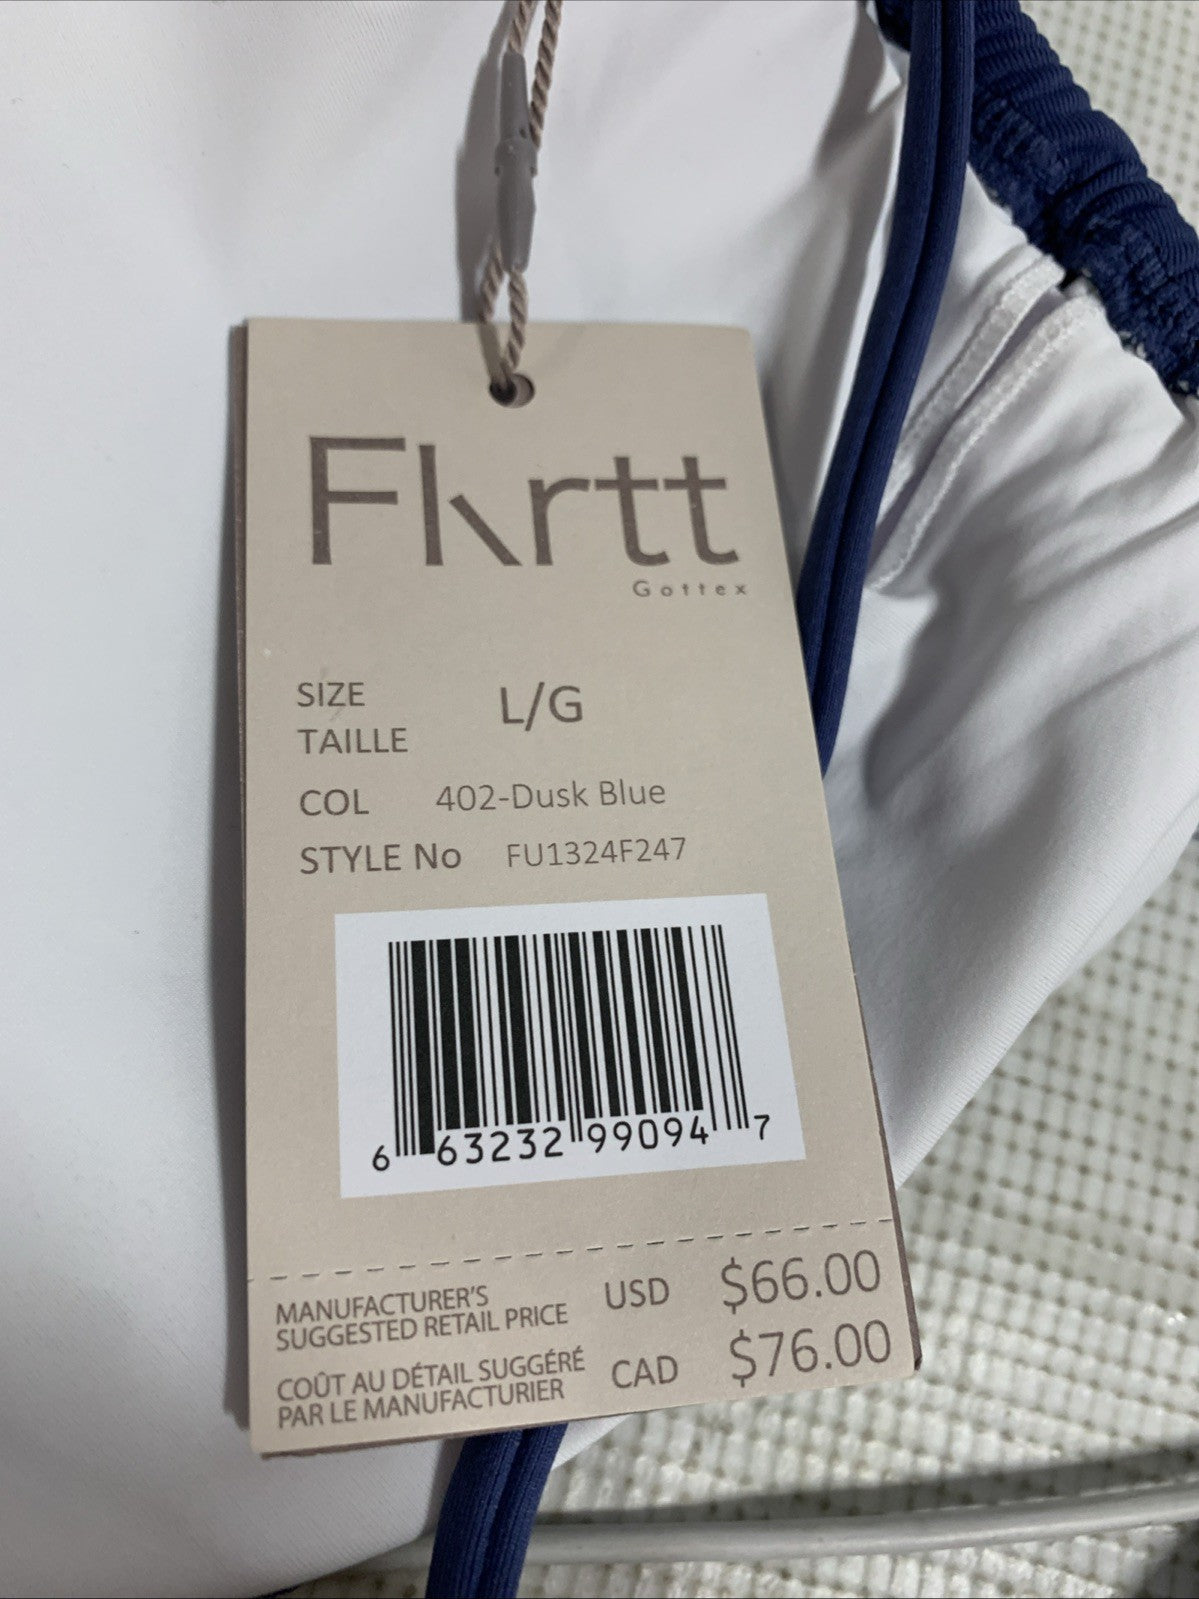 Flirtt
Gottex
SIZE
TAILLE
L/G
COL 402-Dusk Blue
STYLE No FU1324F247
6 63232 99094 7
MANUFACTURER'S
SUGGESTED RETAIL PRICE
USD $66.00
COÛT AU DÉTAIL SUGGÉRÉ
PAR LE MANUFACTURIER
CAD $76.00